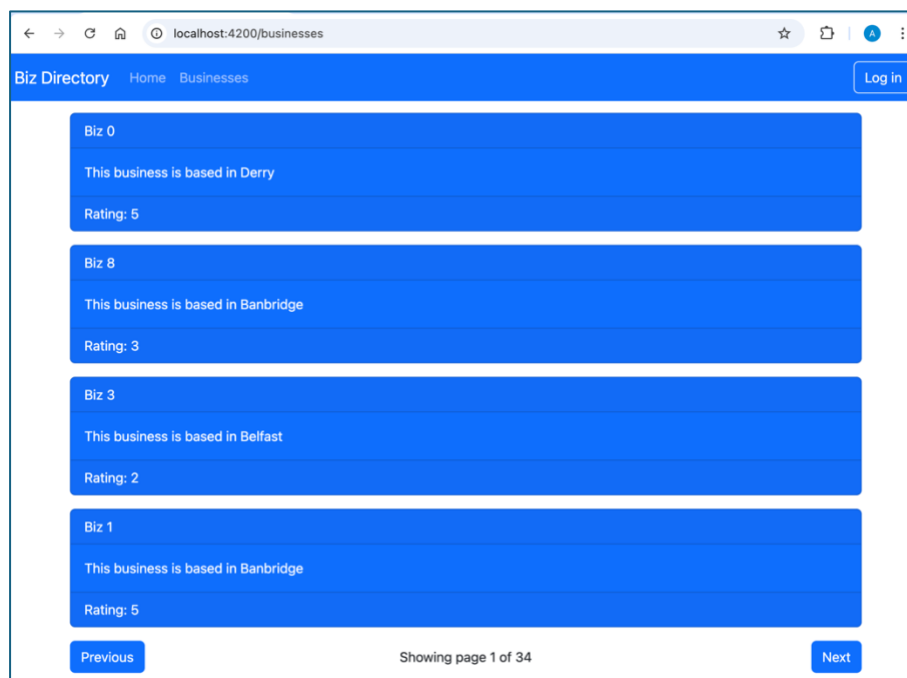 localhost:4200/businesses
A
Biz Directory Home Businesses Log in
Biz 0
This business is based in Derry
Rating: 5
Biz 8
This business is based in Banbridge
Rating: 3
Biz 3
This business is based in Belfast
Rating: 2
Biz 1
This business is based in Banbridge
Rating: 5
Previous Showing page 1 of 34 Next